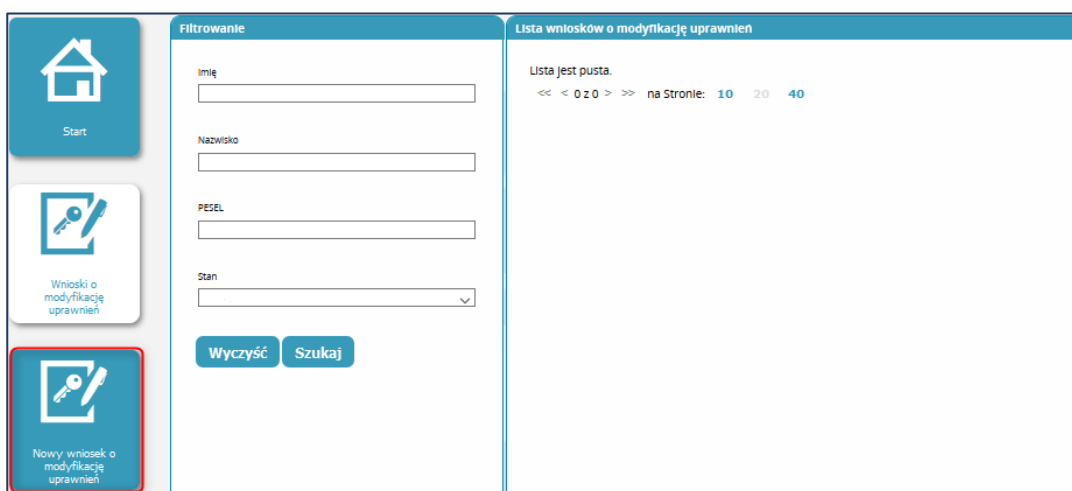 Start
Wnioski o
modyfikację
uprawnień
Nowy wniosek o
modyfikację
uprawnień
Filtrowanie
Imię
Nazwisko
PESEL
Stan
Wyczyść Szukaj
Lista wniosków o modyfikację uprawnień
Lista jest pusta.
<< < 0 z 0 > >> na Stronie: 10 20 40